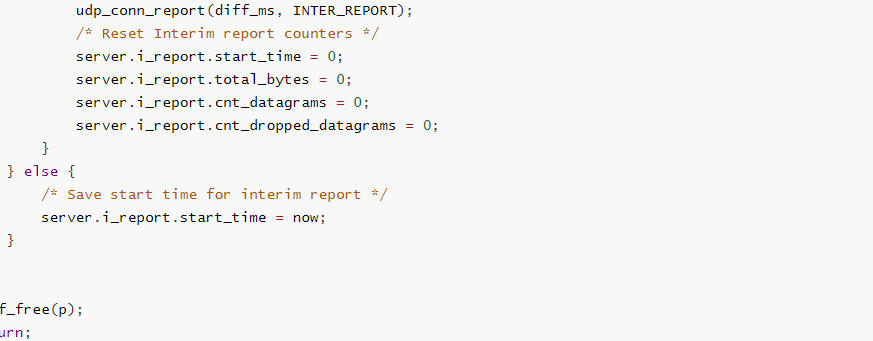 udp_conn_report(diff_ms, INTER_REPORT);
/* Reset Interim report counters */
server.i_report.start_time = 0;
server.i_report.total_bytes = 0;
server.i_report.cnt_datagrams = 0;
server.i_report.cnt_dropped_datagrams = 0;
}
} else {
/* Save start time for interim report */
server.i_report.start_time = now;
}
f_free(p);
urn;